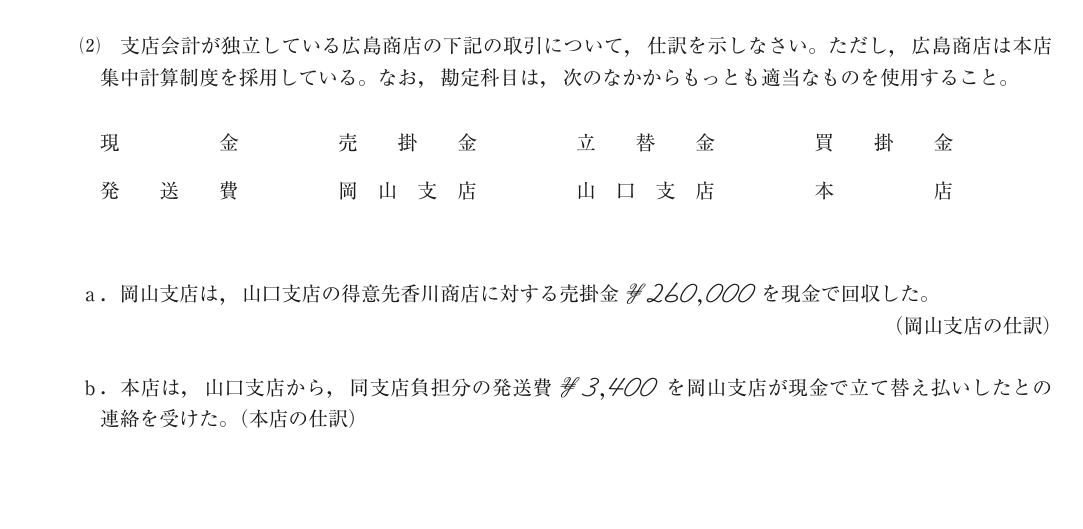 (2) 支店会計が独立している広島商店の下記の取引について，仕訳を示しなさい。ただし，広島商店は本店
集中計算制度を採用している。なお，勘定科目は，次のなかからもっとも適当なものを使用すること。
現金 売掛金 立替金 買掛金
発送費 岡山支店 山口支店 本店
a．岡山支店は，山口支店の得意先香川商店に対する売掛金￥260,000を現金で回収した。
（岡山支店の仕訳）
b．本店は，山口支店から，同支店負担分の発送費￥3,400を岡山支店が現金で立て替え払いしたとの
連絡を受けた。（本店の仕訳）